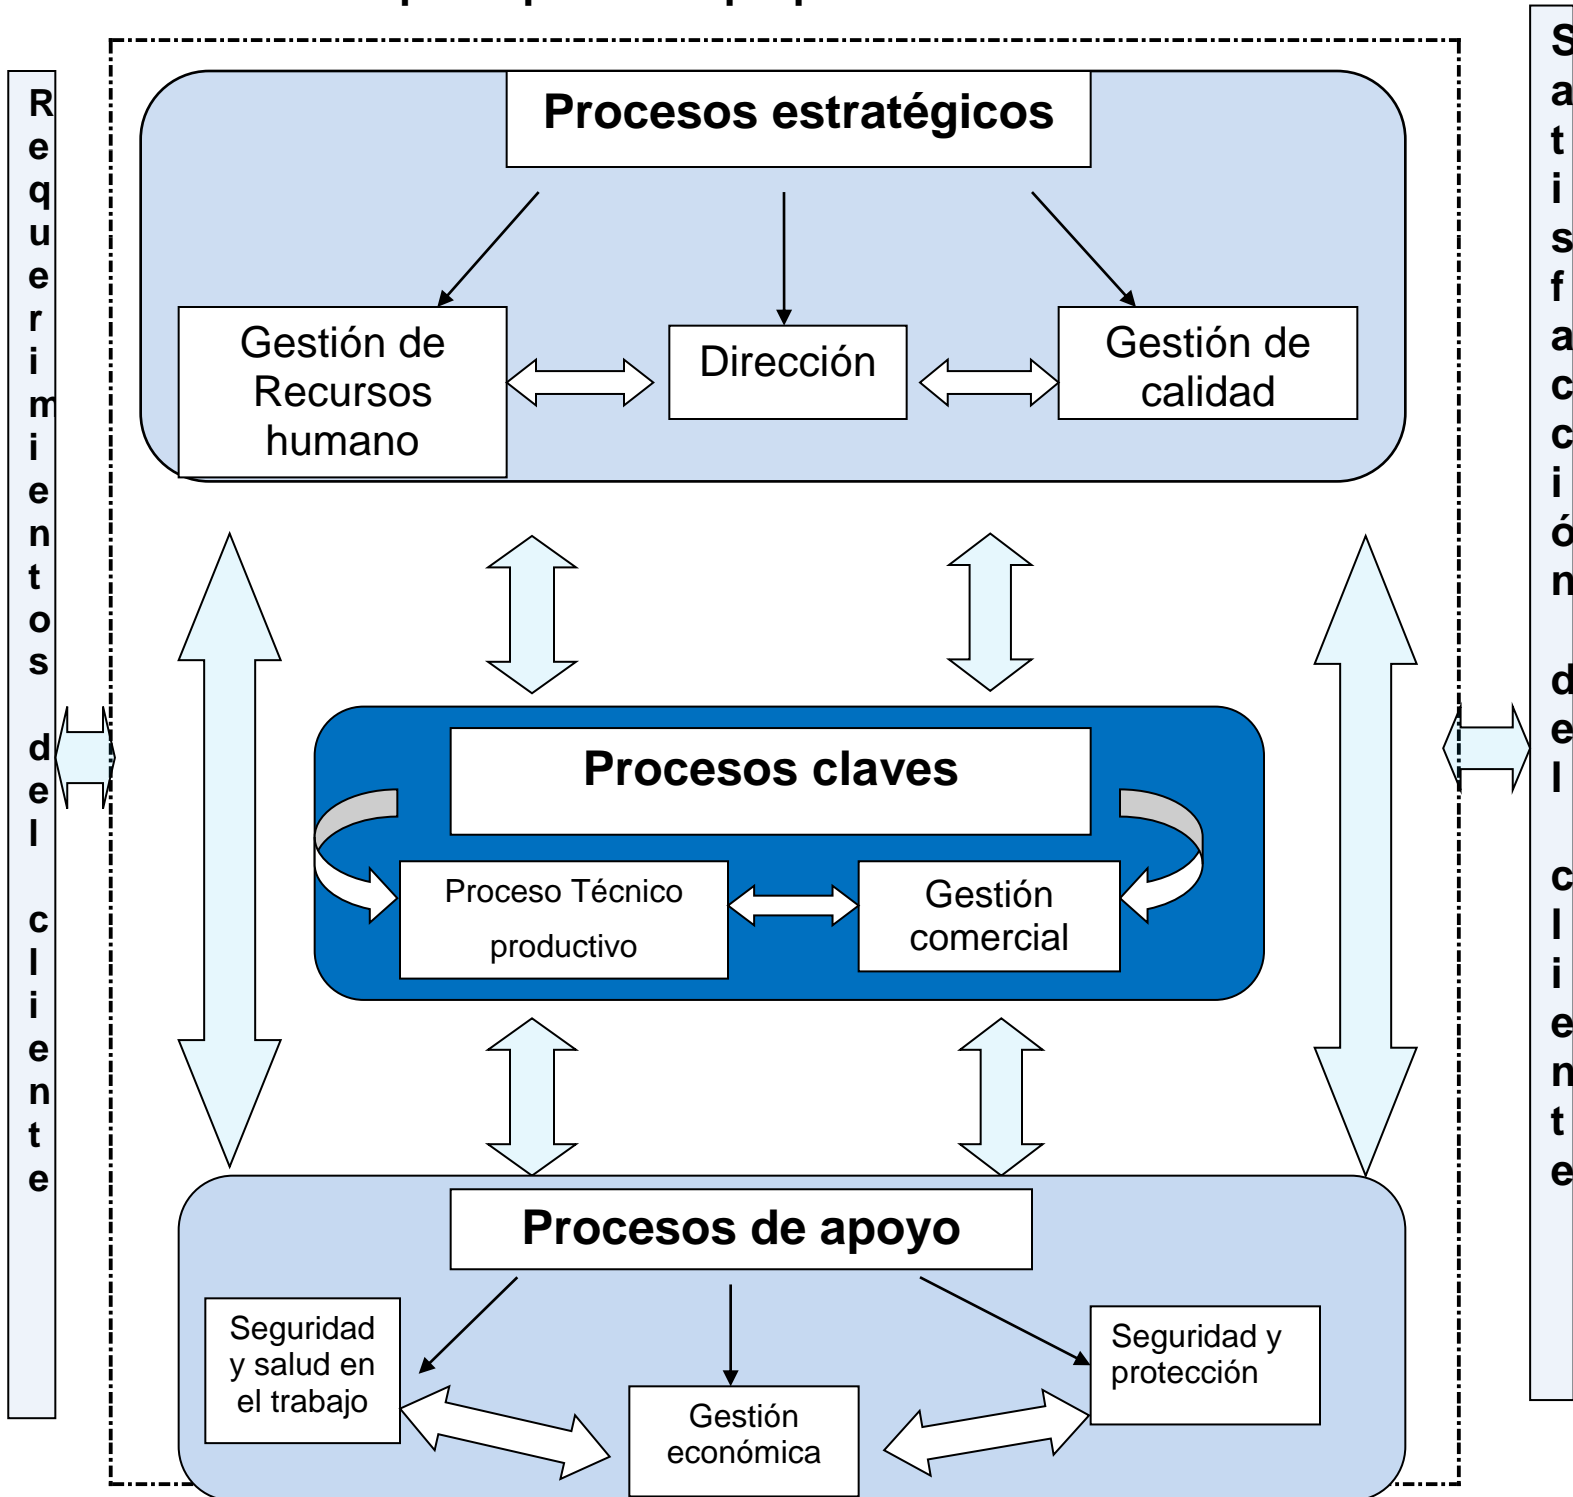 Procesos estratégicos
Gestión de
Recursos
humano
Dirección
Gestión de
calidad
Requerimientos del cliente
Procesos claves
Proceso Técnico
productivo
Gestión
comercial
Procesos de apoyo
Seguridad
y salud en
el trabajo
Gestión
económica
Seguridad y
protección
Satisfacción del cliente